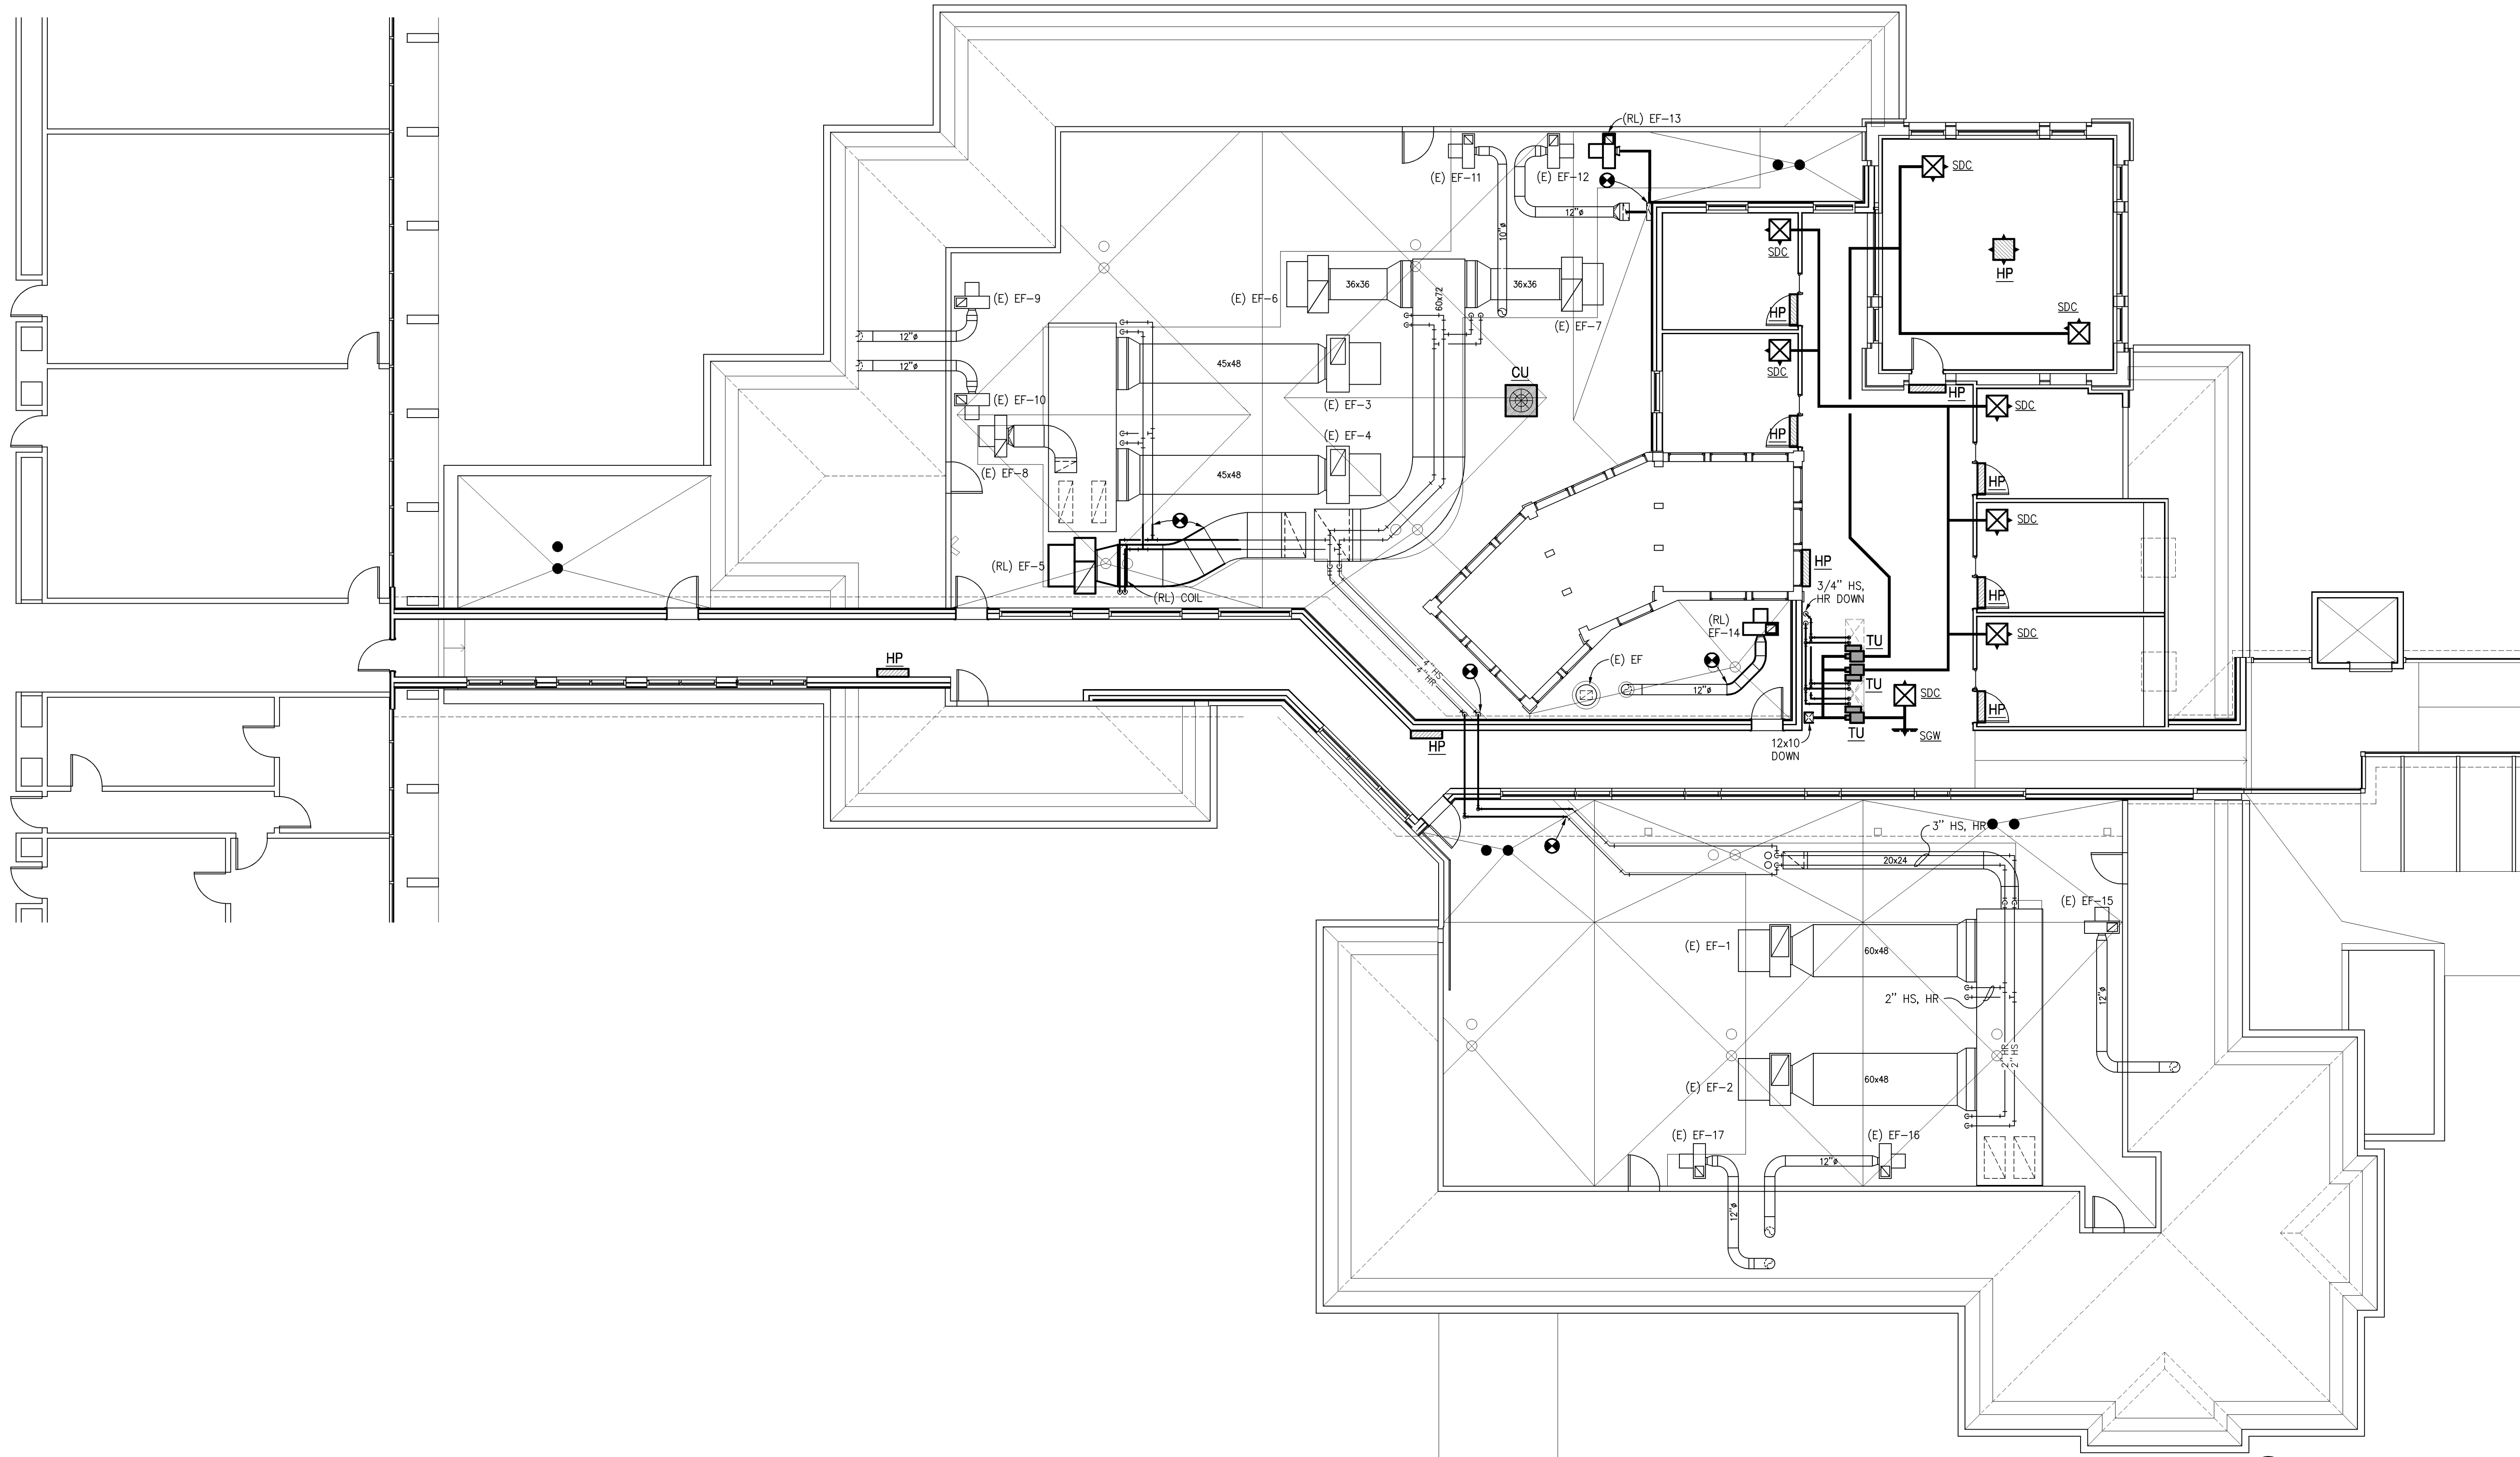 (RL) EF-13
(E) EF-11
(E) EF-12
SDC
12"ø
10"ø
SDC
HP
(E) EF-9
(E) EF-6
36x36
60x72
36x36
(E) EF-7
HP
SDC
12"ø
12"ø
45x48
SDC
CU
HP
(E) EF-10
(E) EF-3
SDC
(E) EF-4
HP
(E) EF-8
45x48
HP
SDC
(RL) EF-5
(RL) COIL
HP
3/4" HS,
HR DOWN
HP
(RL)
EF-14
TU
SDC
HP
4" HS
4" HR
(E) EF
12"ø
TU
SDC
HP
HP
12x10
DOWN
TU
SGW
3" HS, HR
20x24
(E) EF-15
(E) EF-1
60x48
2" HS, HR
12"ø
2" HR
2" HS
(E) EF-2
60x48
(E) EF-17
(E) EF-16
12"ø
12"ø